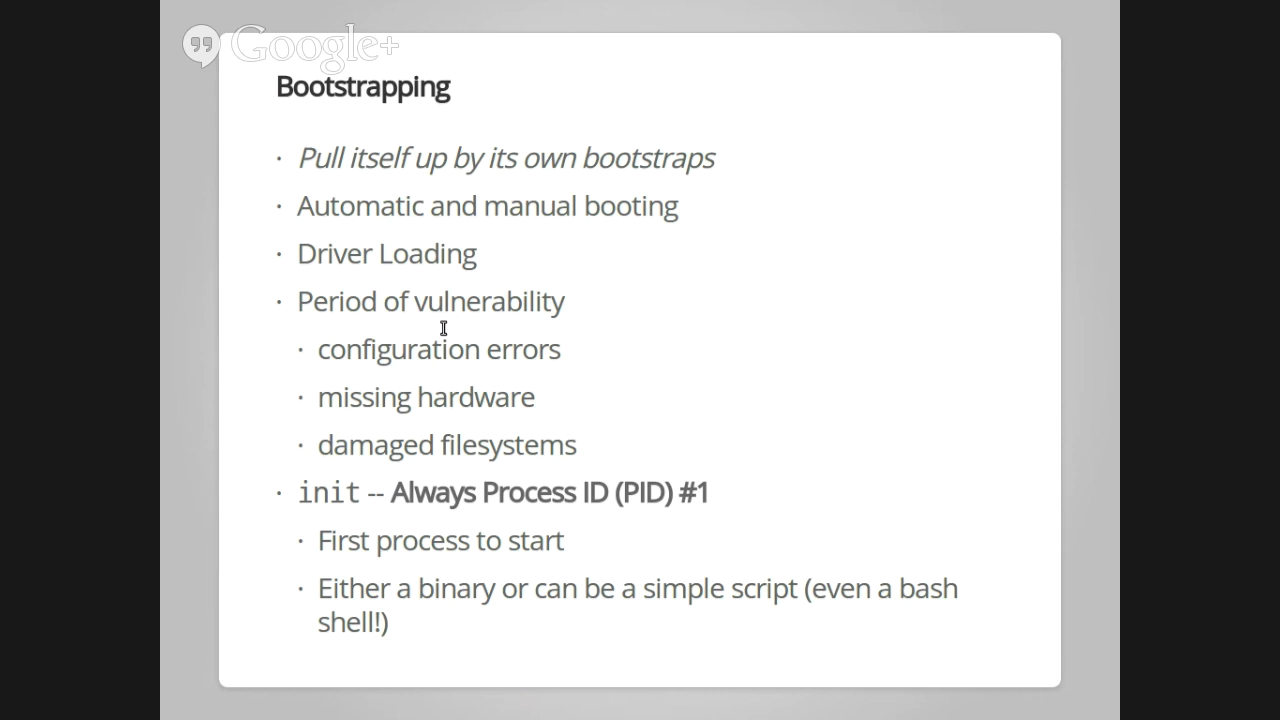 Google+
Bootstrapping
· Pull itself up by its own bootstraps
· Automatic and manual booting
· Driver Loading
· Period of vulnerability
· configuration errors
· missing hardware
· damaged filesystems
· init -- Always Process ID (PID) #1
· First process to start
· Either a binary or can be a simple script (even a bash
shell!)